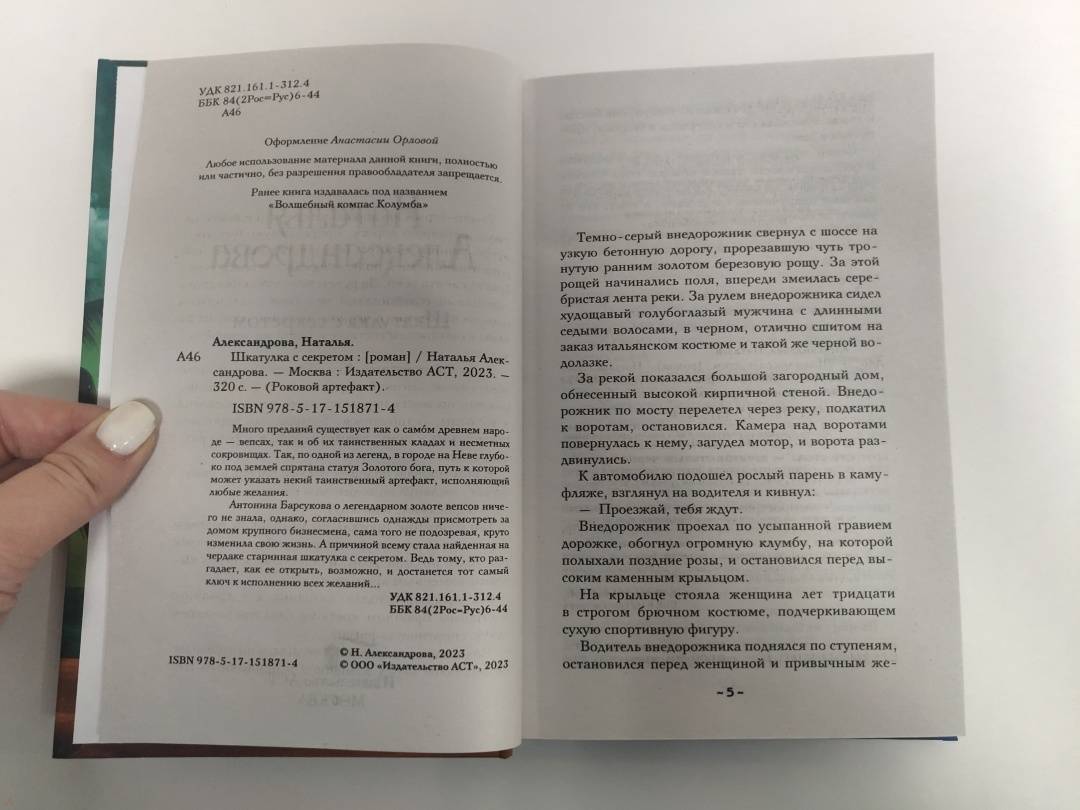 УДК 821.161.1-312.4
ББК 84(2Рос=Рус)6-44
А46
Оформление Анастасии Орловой
Любое использование материала данной книги, полностью
или частично, без разрешения правообладателя запрещается.
Ранее книга издавалась под названием
«Волшебный компас Колумба»
Александрова, Наталья.
А46 Шкатулка с секретом : [роман] / Наталья Алек-
сандрова. — Москва : Издательство АСТ, 2023. —
320 с. — (Роковой артефакт).
ISBN 978-5-17-151871-4
Много преданий существует как о само́м древнем наро-
де — вепсах, так и об их таинственных кладах и несметных
сокровищах. Так, по одной из легенд, в городе на Неве глубо-
ко под землей спрятана статуя Золотого бога, путь к которой
может указать некий таинственный артефакт, исполняющий
любые желания.
Антонина Барсукова о легендарном золоте вепсов ниче-
го не знала, однако, согласившись однажды присмотреть за
домом крупного бизнесмена, сама того не подозревая, круто
изменила свою жизнь. А причиной всему стала найденная на
чердаке старинная шкатулка с секретом. Ведь тому, кто раз-
гадает, как ее открыть, возможно, и достанется тот самый
ключ к исполнению всех желаний...
УДК 821.161.1-312.4
ББК 84(2Рос=Рус)6-44
ISBN 978-5-17-151871-4
© Н. Александрова, 2023
© ООО «Издательство АСТ», 2023
Темно-серый внедорожник свернул с шоссе на
узкую бетонную дорогу, прорезавшую чуть тро-
нутую ранним золотом березовую рощу. За этой
рощей начинались поля, впереди змеилась сере-
бристая лента реки. За рулем внедорожника сидел
худощавый голубоглазый мужчина с длинными
седыми волосами, в черном, отлично сшитом на
заказ итальянском костюме и такой же черной во-
долазке.
За рекой показался большой загородный дом,
обнесенный высокой кирпичной стеной. Внедо-
рожник по мосту перелетел через реку, подкатил
к воротам, остановился. Камера над воротами
повернулась к нему, загудел мотор, и ворота раз-
двинулись.
К автомобилю подошел рослый парень в каму-
фляже, взглянул на водителя и кивнул:
— Проезжай, тебя ждут.
Внедорожник проехал по усыпанной гравием
дорожке, обогнул огромную клумбу, на которой
полыхали поздние розы, и остановился перед вы-
соким каменным крыльцом.
На крыльце стояла женщина лет тридцати
в строгом брючном костюме, подчеркивающем
сухую спортивную фигуру.
Водитель внедорожника поднялся по ступеням,
остановился перед женщиной и привычным же-
~ 5 ~